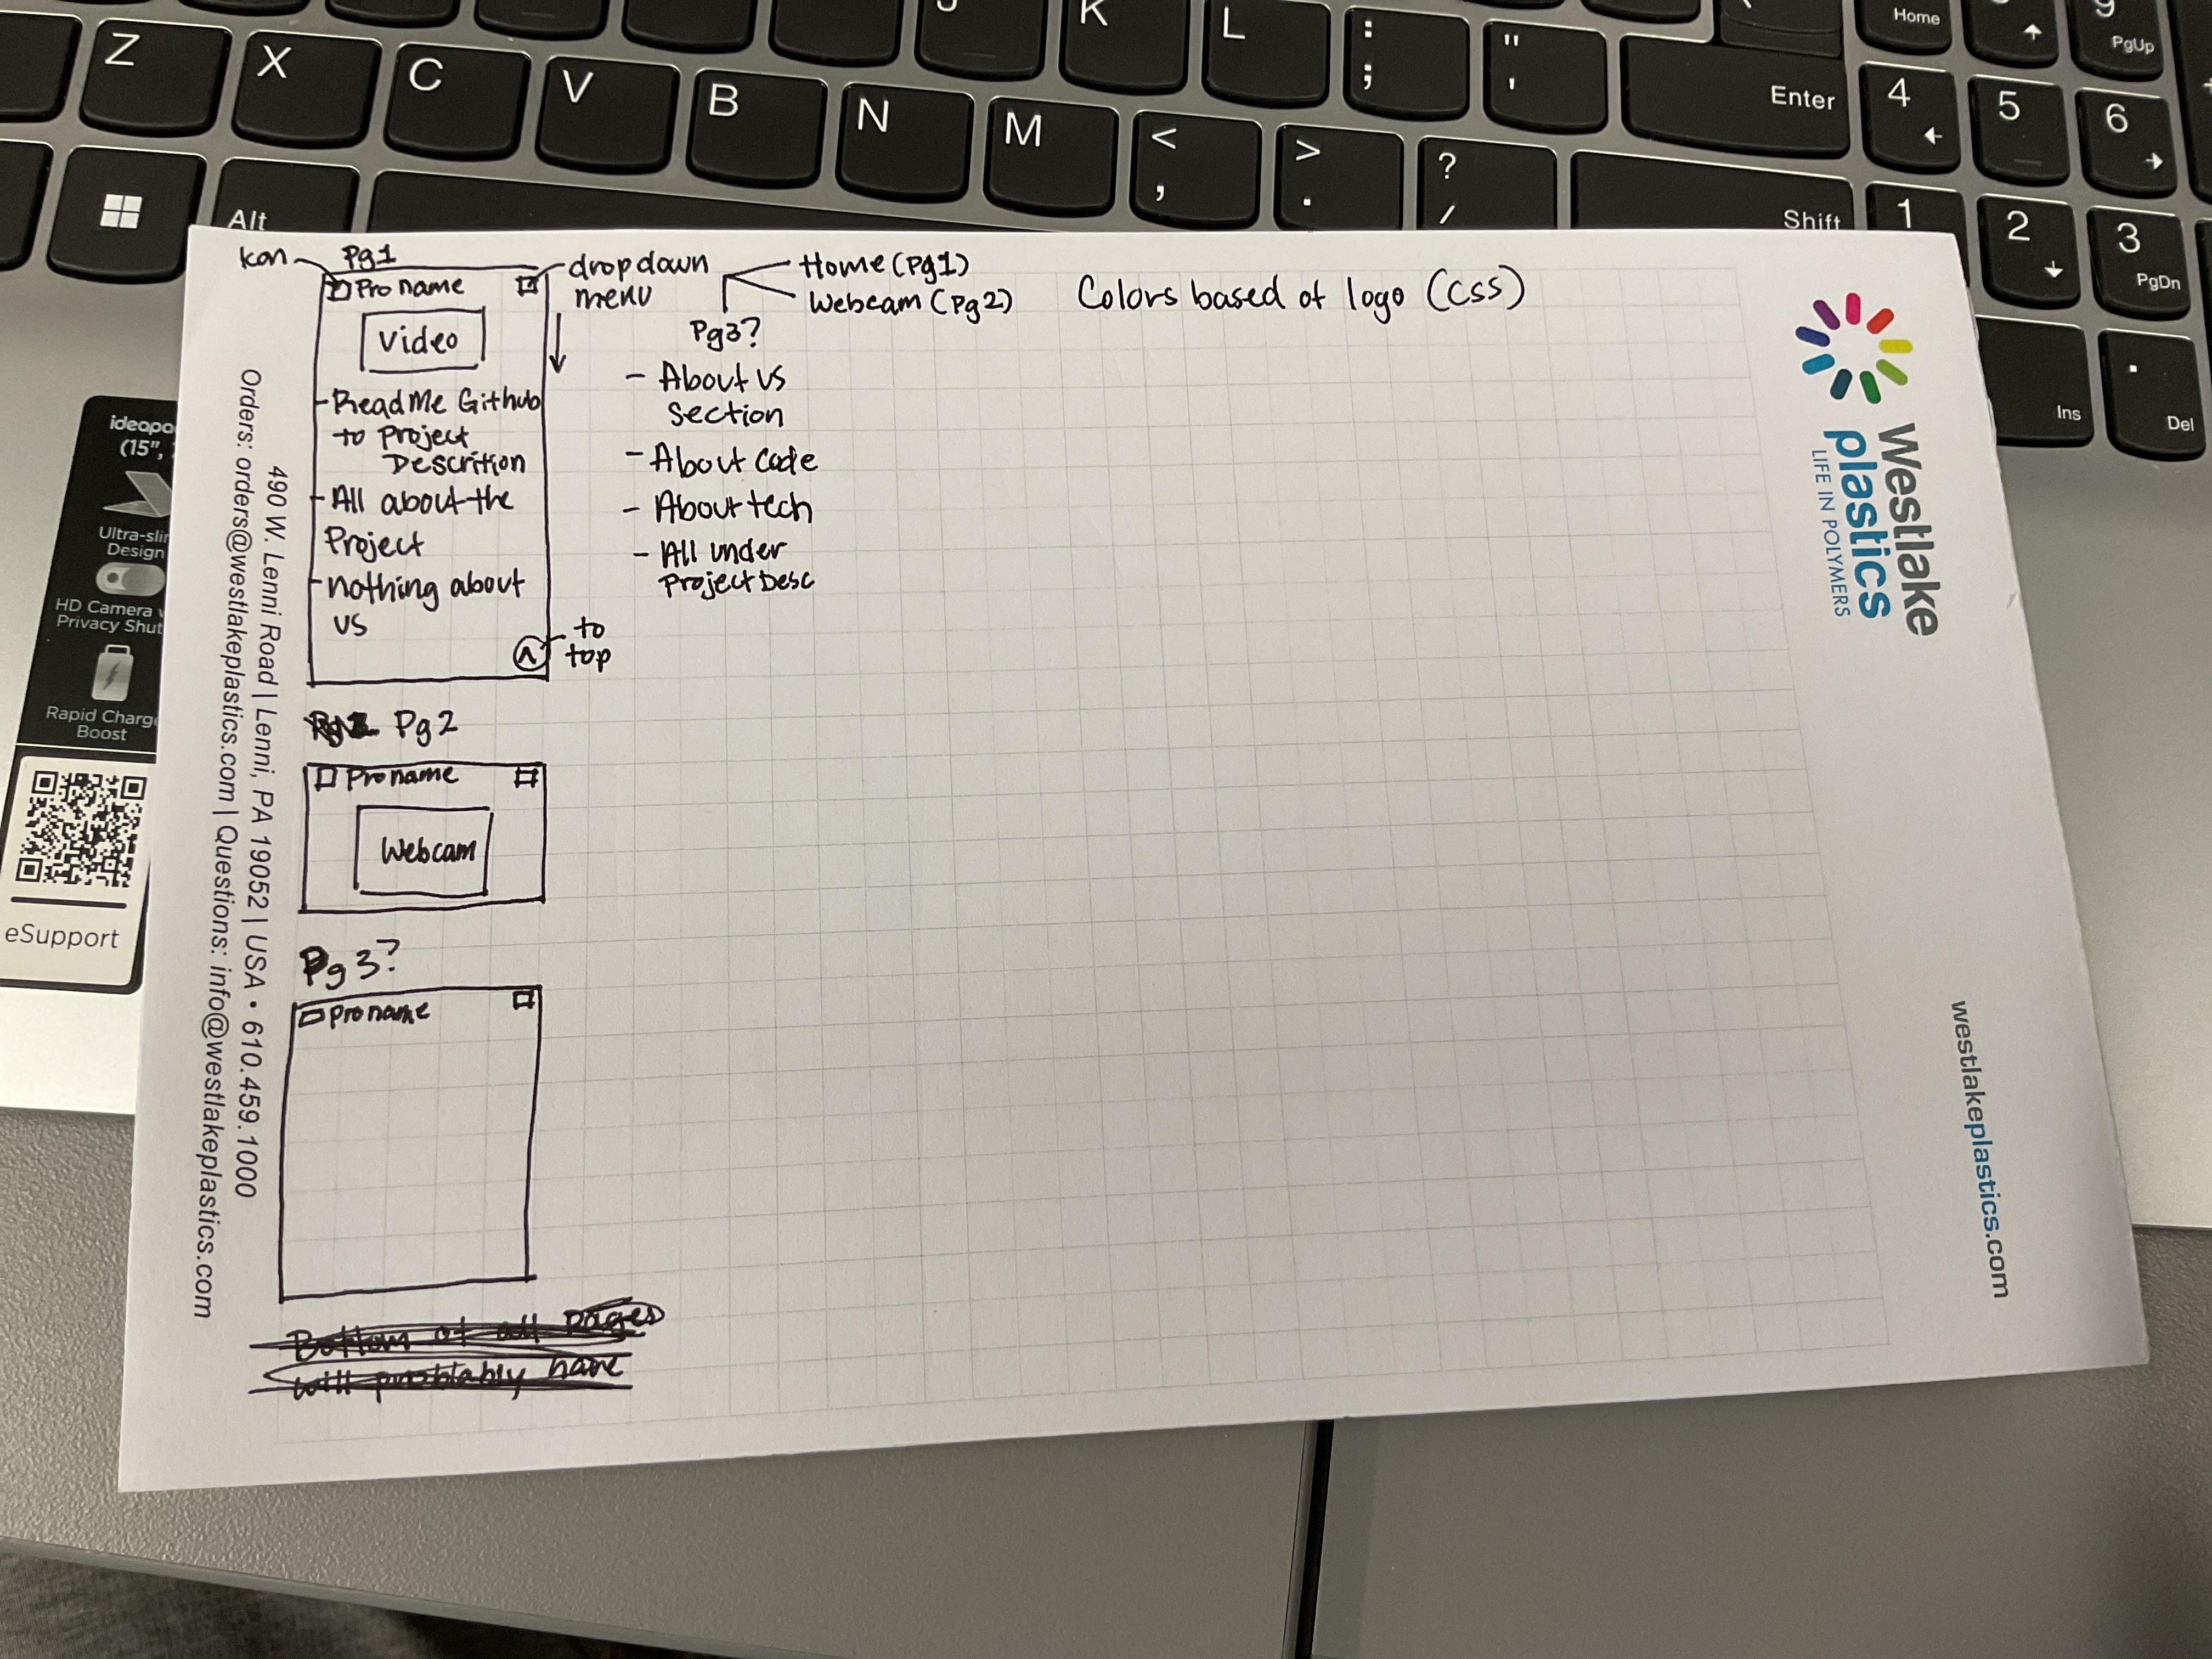 J
K
L
:
;
"
'
Enter
Home
9
PgUp
Z
X
C
V
B
N
M
<
,
>
.
?
/
Shift
4
5
6
Alt
1
2
3
PgDn
Ins
.
Del
ideapa
(15",
Ultra-slim
Design
HD Camera
Privacy Shut
Rapid Charge
Boost
eSupport
Icon
Pg1
Pro name
Video
- ReadMe Github
to Project
Descrition
- All about the
Project
- nothing about
us
^
to
top
dropdown
menu
Home (Pg1)
Webcam (Pg2)
Pg3?
- About us
section
- About Code
- About tech
- All under
Project Desc
Colors based of logo (CSS)
Pg2
Pro name
Webcam
Pg3?
Pro name
Bottom of all pages
will probtably have
Westlake
plastics
LIFE IN POLYMERS
westlakeplastics.com
490 W. Lenni Road | Lenni, PA 19052 | USA • 610.459.1000
Orders: orders@westlakeplastics.com | Questions: info@westlakeplastics.com